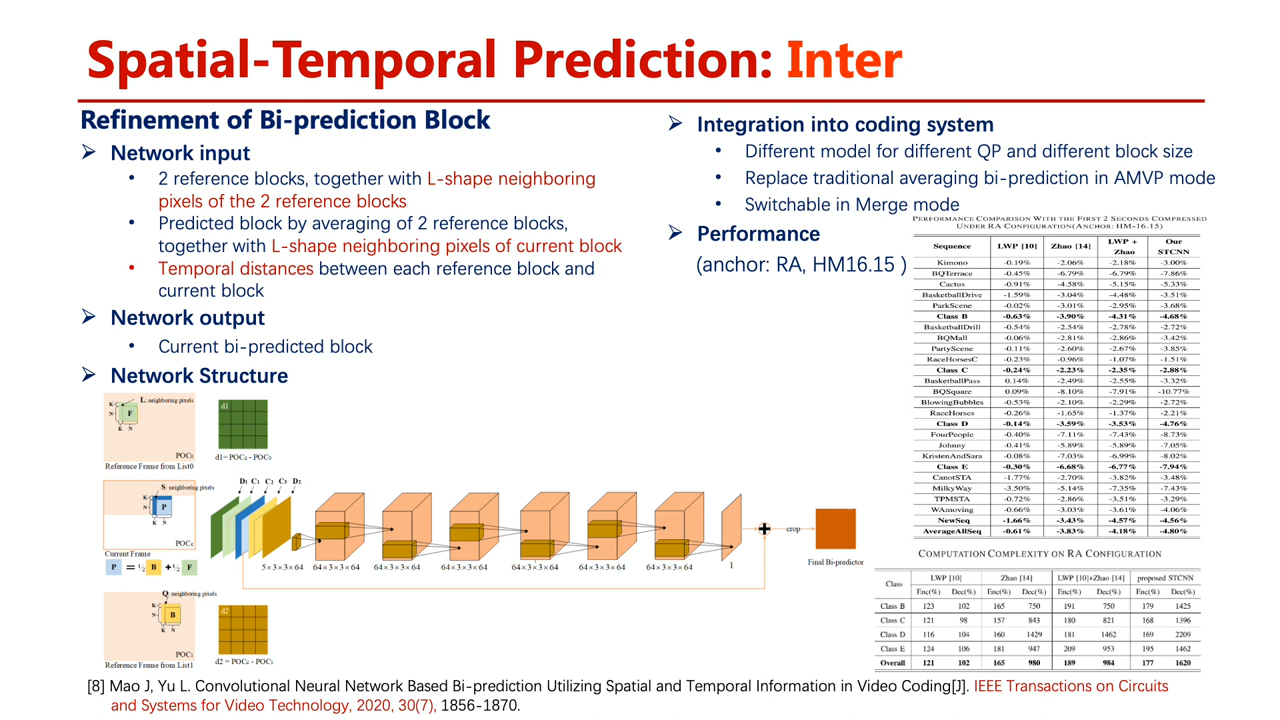 Spatial-Temporal Prediction: Inter
Refinement of Bi-prediction Block
➢ Network input
• 2 reference blocks, together with L-shape neighboring
pixels of the 2 reference blocks
• Predicted block by averaging of 2 reference blocks,
together with L-shape neighboring pixels of current block
• Temporal distances between each reference block and
current block
➢ Network output
• Current bi-predicted block
➢ Network Structure
L: neighboring pixels
K
F
N
K N
POC₀
Reference Frame from List0
d1
d1= POCc - POC₀
S: neighboring pixels
K
P
N
K N
POCc
Current Frame
P = ½ B + ½ F
Q: neighboring pixels
K
B
N
K N
POC₁
Reference Frame from List1
d2
d2 = POCc - POC₁
D₁ C₁ C₂ C₃ D₂
5×3×3×64 64×3×3×64 64×3×3×64 64×3×3×64 64×3×3×64 64×3×3×64 64×3×3×64 1
crop
Final Bi-predictor
➢ Integration into coding system
• Different model for different QP and different block size
• Replace traditional averaging bi-prediction in AMVP mode
• Switchable in Merge mode
➢ Performance
(anchor: RA, HM16.15 )
PERFORMANCE COMPARISON WITH THE FIRST 2 SECONDS COMPRESSED
UNDER RA CONFIGURATION(ANCHOR: HM-16.15)
Sequence LWP [10] Zhao [14] LWP + Zhao Our STCNN
Kimono -0.19% -2.06% -2.18% -3.00%
BQTerrace -0.45% -6.79% -6.79% -7.86%
Cactus -0.91% -4.58% -5.15% -5.33%
BasketballDrive -1.59% -3.04% -4.48% -3.51%
ParkScene -0.02% -3.01% -2.95% -3.68%
Class B -0.63% -3.90% -4.31% -4.68%
BasketballDrill -0.54% -2.54% -2.78% -2.72%
BQMall -0.06% -2.81% -2.86% -3.42%
PartyScene -0.11% -2.60% -2.67% -3.85%
RaceHorsesC -0.23% -0.96% -1.07% -1.51%
Class C -0.24% -2.23% -2.35% -2.88%
BasketballPass 0.14% -2.49% -2.55% -3.32%
BQSquare 0.09% -8.10% -7.91% -10.77%
BlowingBubbles -0.53% -2.10% -2.29% -2.72%
RaceHorses -0.26% -1.65% -1.37% -2.21%
Class D -0.14% -3.59% -3.53% -4.76%
FourPeople -0.40% -7.11% -7.43% -8.73%
Johnny -0.41% -5.89% -5.89% -7.05%
KristenAndSara -0.08% -7.03% -6.99% -8.02%
Class E -0.30% -6.68% -6.77% -7.94%
CanotSTA -1.77% -2.70% -3.82% -3.48%
MilkyWay -3.50% -5.14% -7.35% -7.43%
TPMSTA -0.72% -2.86% -3.51% -3.29%
WAmoving -0.66% -3.03% -3.61% -4.06%
NewSeq -1.66% -3.43% -4.57% -4.56%
AverageAllSeq -0.61% -3.83% -4.18% -4.80%
COMPUTATION COMPLEXITY ON RA CONFIGURATION
Class LWP [10] Zhao [14] LWP [10]+Zhao [14] proposed STCNN
Enc(%) Dec(%) Enc(%) Dec(%) Enc(%) Dec(%) Enc(%) Dec(%)
Class B 123 102 165 750 191 750 179 1425
Class C 121 98 157 843 180 821 168 1396
Class D 116 104 160 1429 181 1462 169 2209
Class E 124 106 181 947 209 953 195 1462
Overall 121 102 165 980 189 984 177 1620
[8] Mao J, Yu L. Convolutional Neural Network Based Bi-prediction Utilizing Spatial and Temporal Information in Video Coding[J]. IEEE Transactions on Circuits
and Systems for Video Technology, 2020, 30(7), 1856-1870.